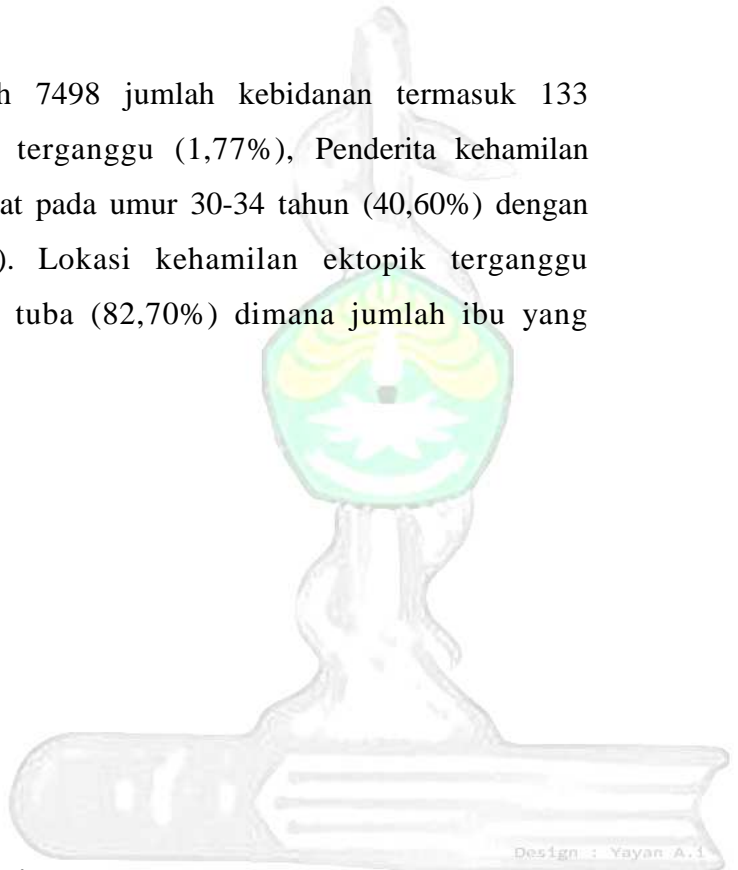 h 7498 jumlah kebidanan termasuk 133
terganggu (1,77%), Penderita kehamilan
at pada umur 30-34 tahun (40,60%) dengan
). Lokasi kehamilan ektopik terganggu
tuba (82,70%) dimana jumlah ibu yang
Design : Yayan A.i